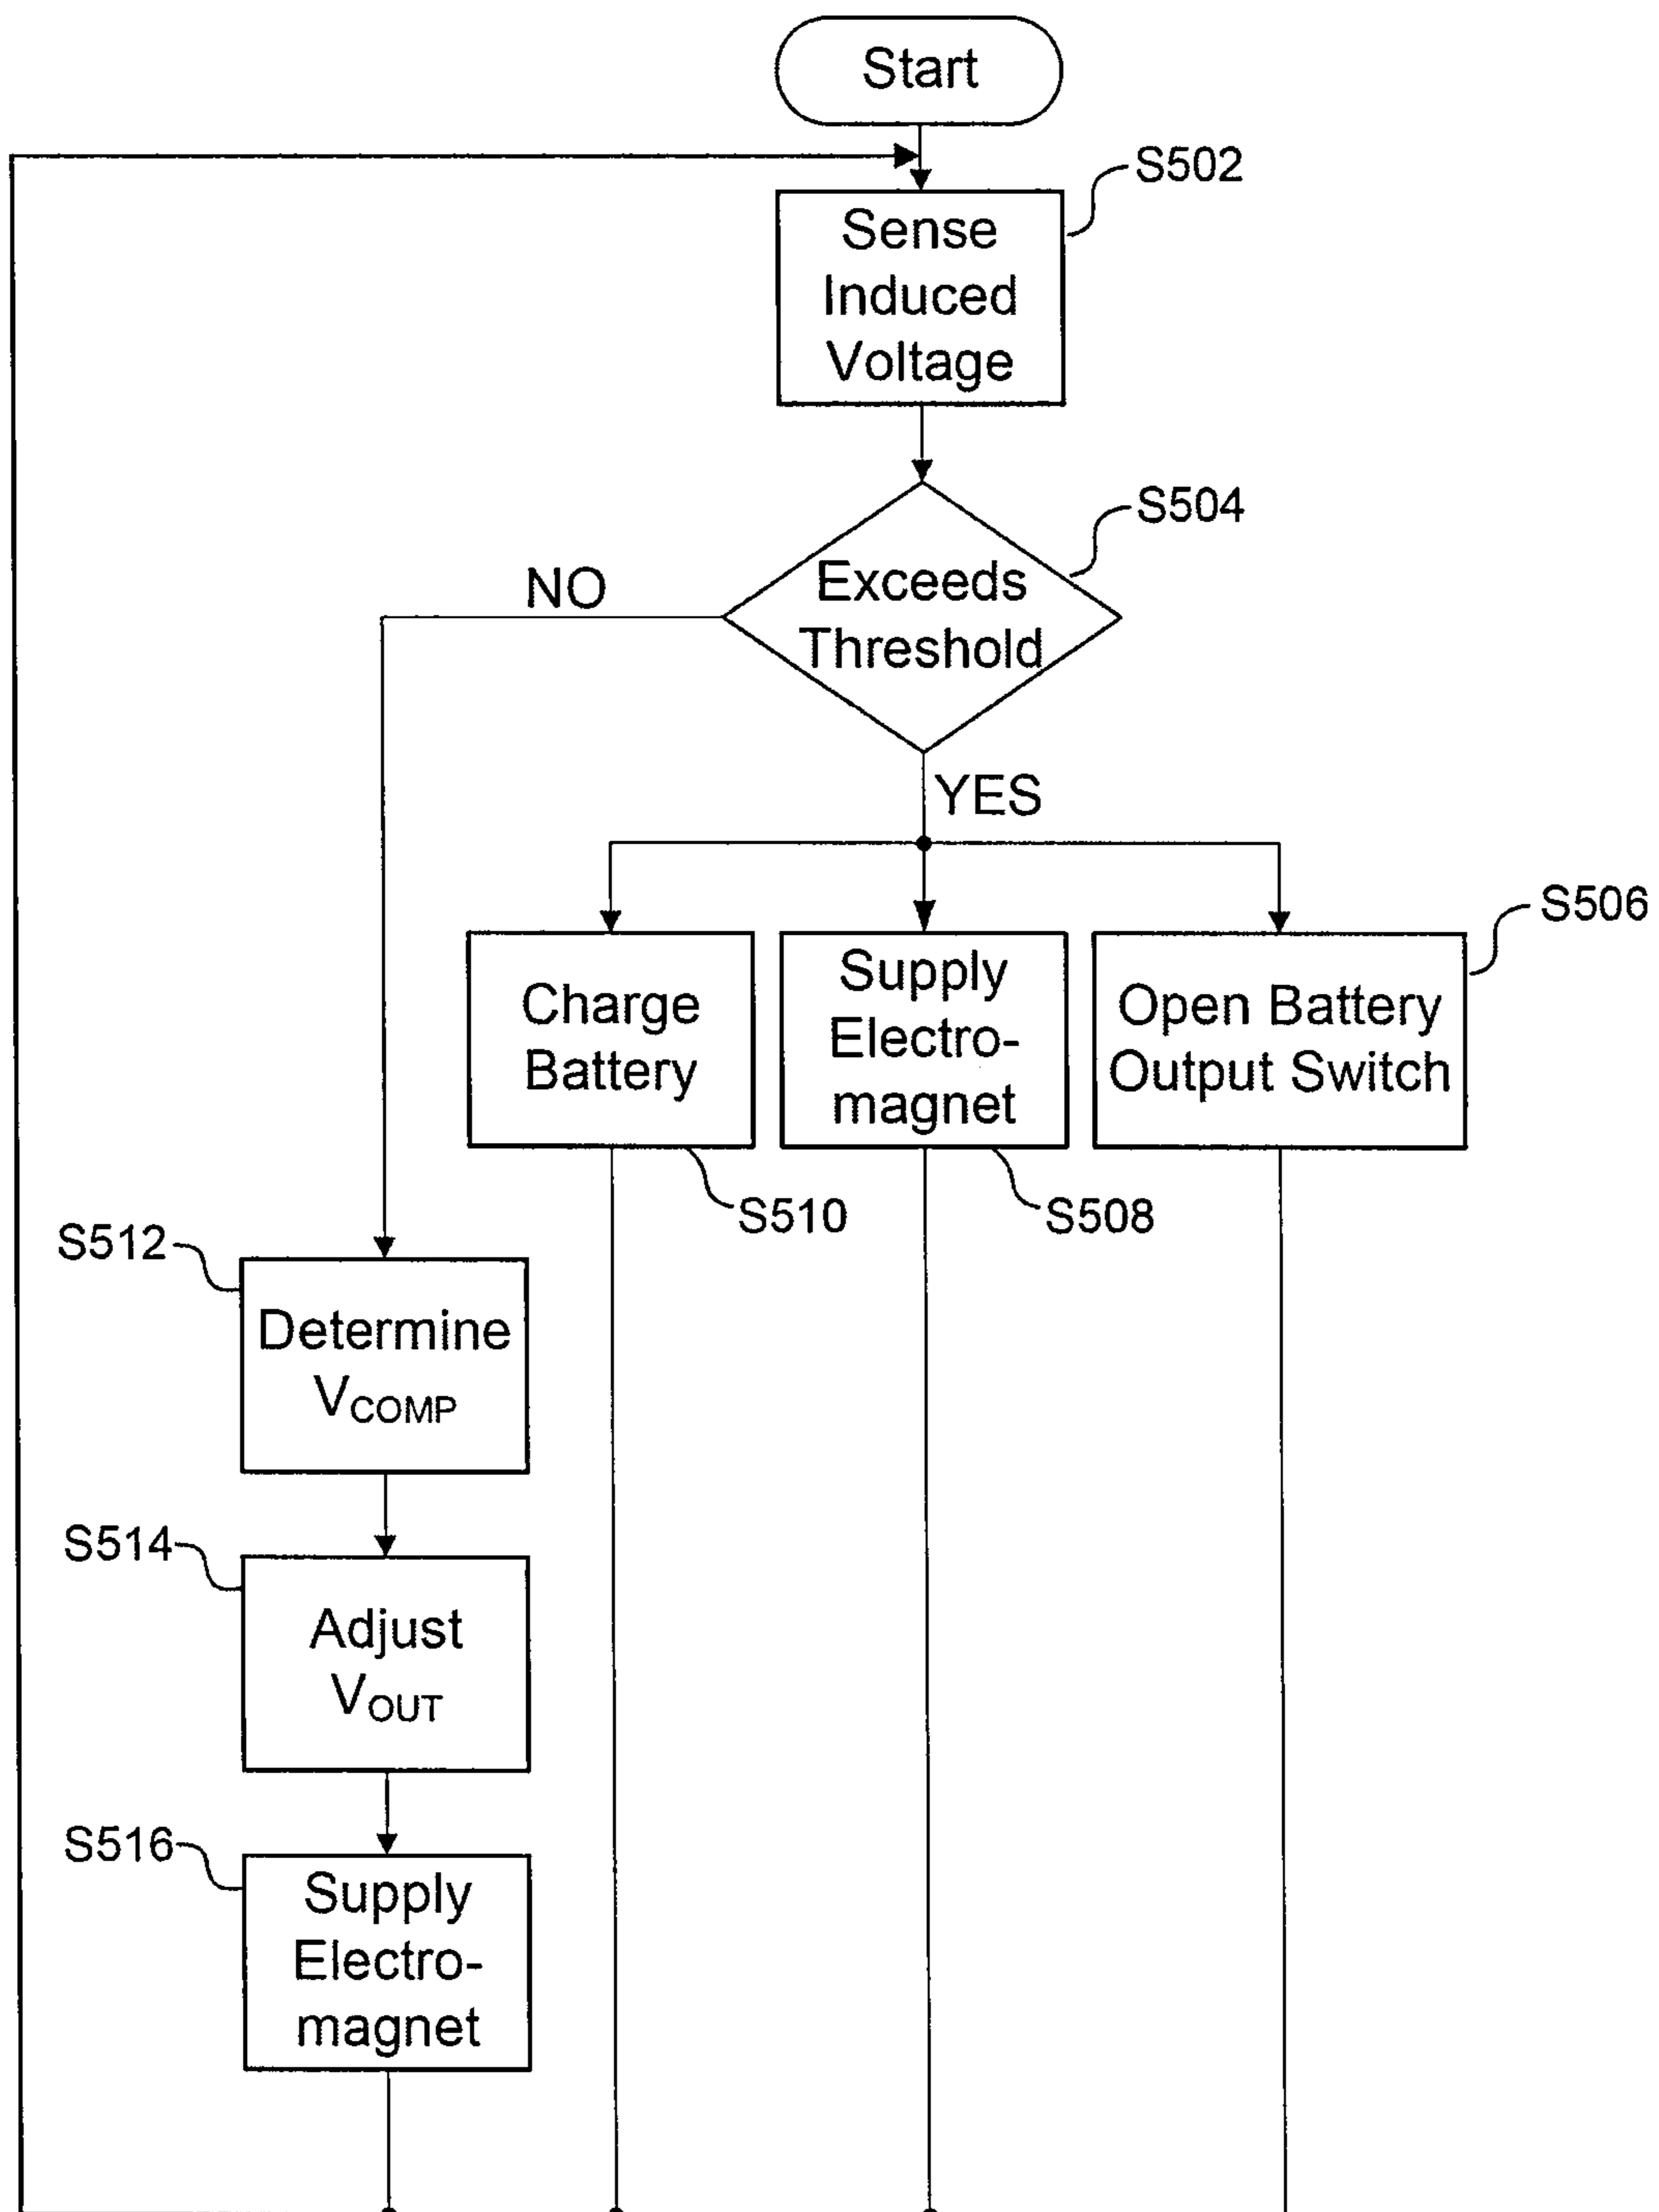 Start
S502
Sense
Induced
Voltage
S504
NO
Exceeds
Threshold
YES
S506
Charge
Battery
Supply
Electro-
magnet
Open Battery
Output Switch
S510
S508
S512
Determine
VCOMP
S514
Adjust
VOUT
S516
Supply
Electro-
magnet